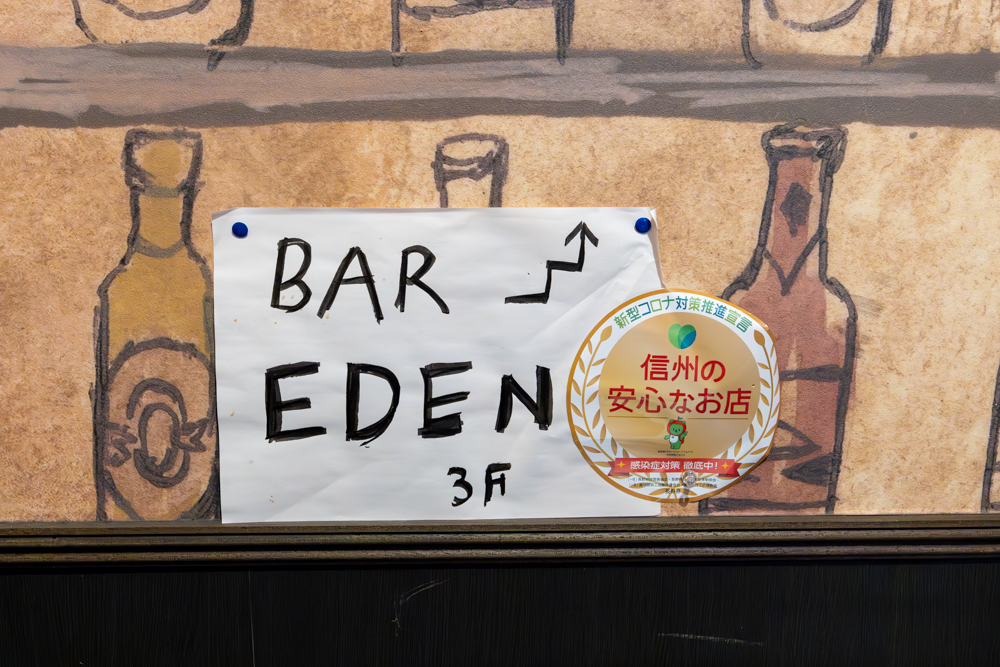 BAR
EDEN
3F
新型コロナ対策推進宣言
信州の
安心なお店
感染症対策 徹底中!